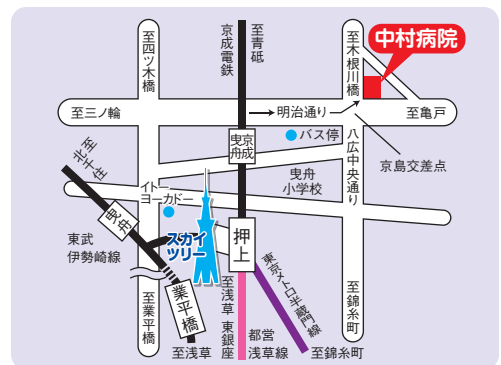 至四ツ木橋
京成電鉄
至青砥
至木根川橋
中村病院
至三ノ輪
明治通り
至亀戸
京成曳舟
バス停
京島交差点
八広中央通り
曳舟
小学校
至北千住
イトー
ヨーカドー
曳舟
東武
伊勢崎線
スカイ
ツリー
押上
東京メトロ半蔵門線
業平橋
至業平橋
至浅草
至浅草
東銀座
都営
浅草線
至錦糸町
至錦糸町